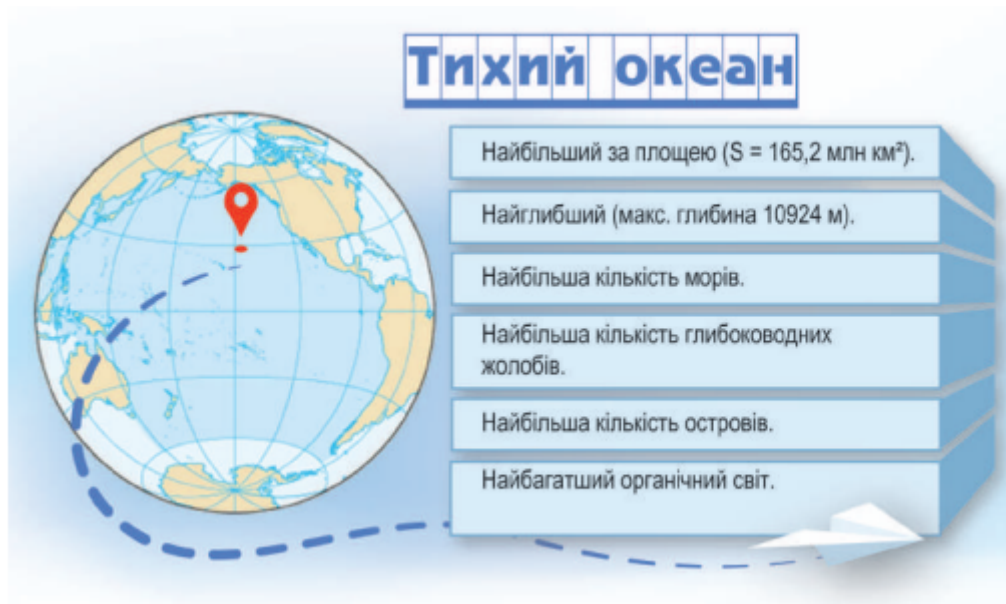 Тихий океан
Найбільший за площею (S = 165,2 млн км²).
Найглибший (макс. глибина 10924 м).
Найбільша кількість морів.
Найбільша кількість глибоководних
жолобів.
Найбільша кількість островів.
Найбагатший органічний світ.